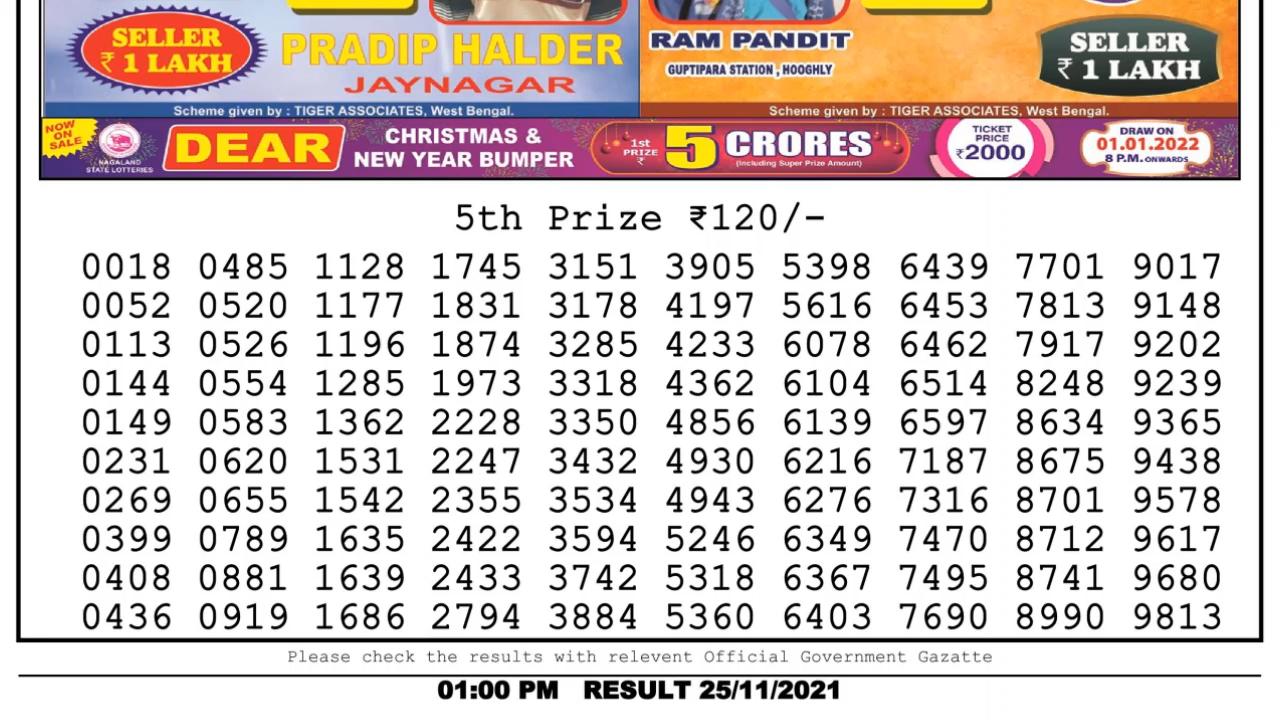 SELLER
₹ 1 LAKH
PRADIP HALDER
JAYNAGAR
Scheme given by : TIGER ASSOCIATES, West Bengal.
RAM PANDIT
GUPTIPARA STATION , HOOGHLY
SELLER
₹ 1 LAKH
Scheme given by : TIGER ASSOCIATES, West Bengal.
NOW
ON
SALE
NAGALAND
STATE LOTTERIES
DEAR
CHRISTMAS &
NEW YEAR BUMPER
1st
PRIZE
₹
5
CRORES
(Including Super Prize Amount)
TICKET
PRICE
₹2000
DRAW ON
01.01.2022
8 P.M. ONWARDS
5th Prize ₹120/-
0018 0485 1128 1745 3151 3905 5398 6439 7701 9017
0052 0520 1177 1831 3178 4197 5616 6453 7813 9148
0113 0526 1196 1874 3285 4233 6078 6462 7917 9202
0144 0554 1285 1973 3318 4362 6104 6514 8248 9239
0149 0583 1362 2228 3350 4856 6139 6597 8634 9365
0231 0620 1531 2247 3432 4930 6216 7187 8675 9438
0269 0655 1542 2355 3534 4943 6276 7316 8701 9578
0399 0789 1635 2422 3594 5246 6349 7470 8712 9617
0408 0881 1639 2433 3742 5318 6367 7495 8741 9680
0436 0919 1686 2794 3884 5360 6403 7690 8990 9813
Please check the results with relevent Official Government Gazatte
01:00 PM RESULT 25/11/2021